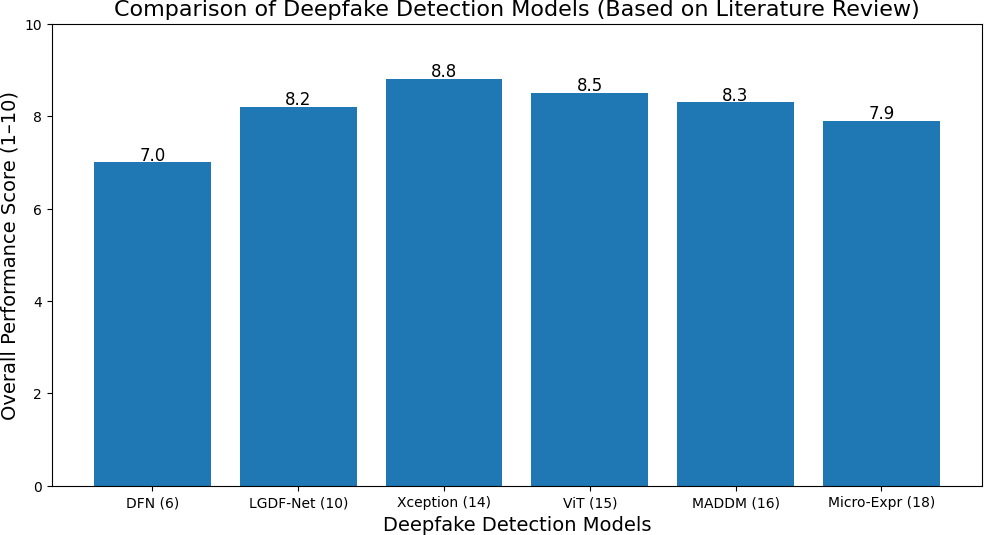 Comparison of Deepfake Detection Models (Based on Literature Review)
Overall Performance Score (1–10)
10
8
6
4
2
0
7.0
8.2
8.8
8.5
8.3
7.9
DFN (6)
LGDF-Net (10)
Xception (14)
ViT (15)
MADDM (16)
Micro-Expr (18)
Deepfake Detection Models